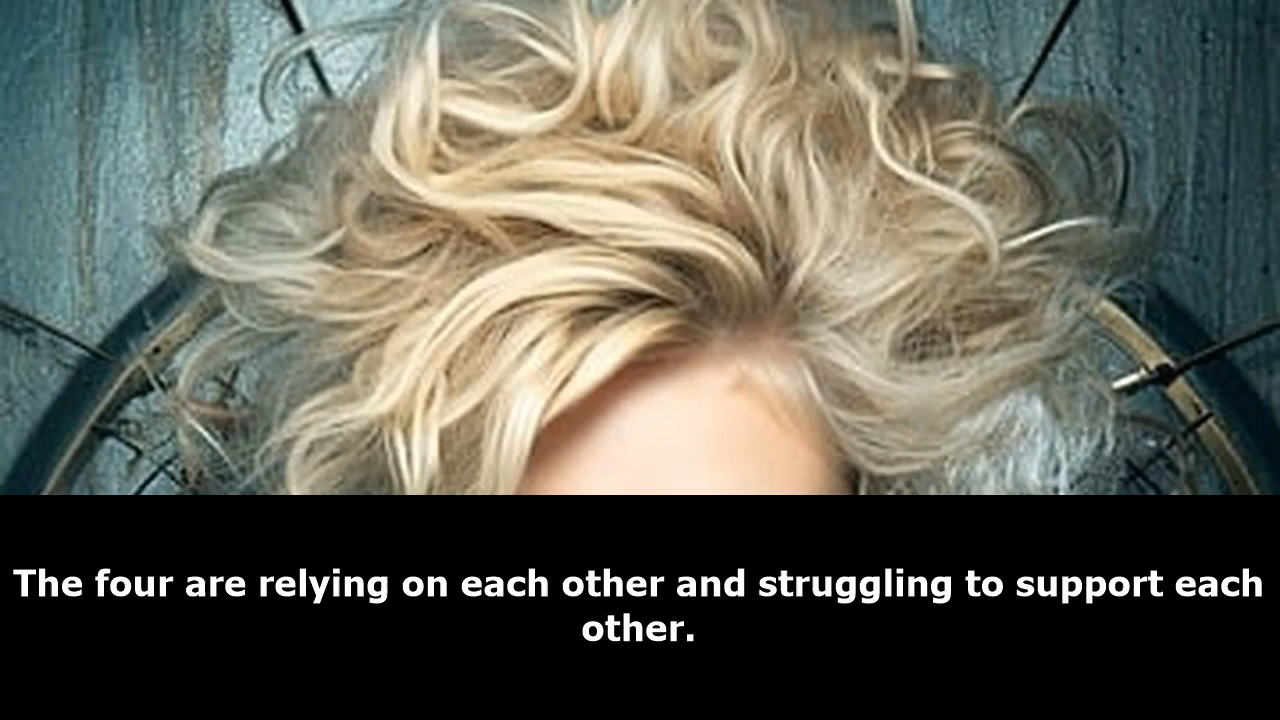 The four are relying on each other and struggling to support each
other.